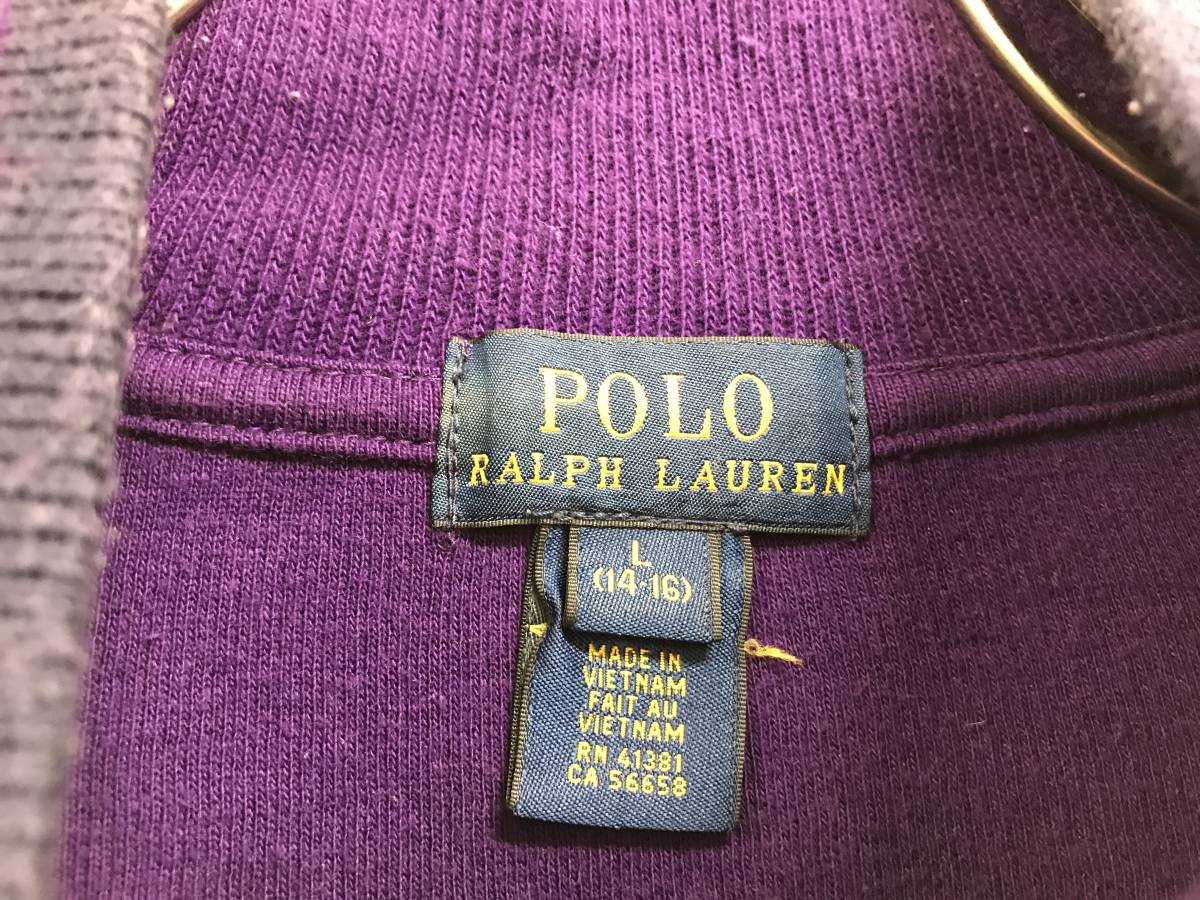 POLO
RALPH LAUREN
L
(14-16)
MADE IN
VIETNAM
FAIT AU
VIETNAM
RN 41381
CA 56658